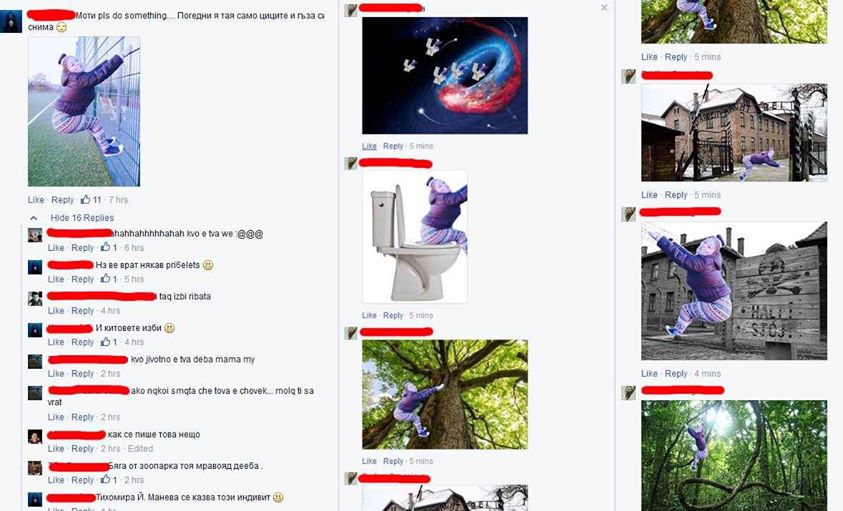 Моти pls do something.... Погедни я тая само циците и гъза си
снима
Like · Reply · 11 · 7 hrs
Hide 16 Replies
hahhahhhhhahah kvo e tva we :@@@
Like · Reply · 1 · 6 hrs
Нз ве врат някав pri6elets
Like · Reply · 1 · 5 hrs
taq izbi ribata
Like · Reply · 4 hrs
И китовете изби
Like · Reply · 1 · 4 hrs
kvo jivotno e tva deba mama my
Like · Reply · 2 hrs
ako nqkoi smqta che tova e chovek... molq ti sa
vrat
Like · Reply · 2 hrs
как се пише това нещо
Like · Reply · 2 hrs · Edited
Бяга от зоопарка тоя мравояд дееба .
Like · Reply · 1 · 2 hrs
Тихомира Й. Манева се казва този индивит
Like · Reply · 5 mins
Like · Reply · 5 mins
Like · Reply · 5 mins
Like · Reply · 5 mins
Like · Reply · 5 mins
HALT!
STOJ!
Like · Reply · 4 mins